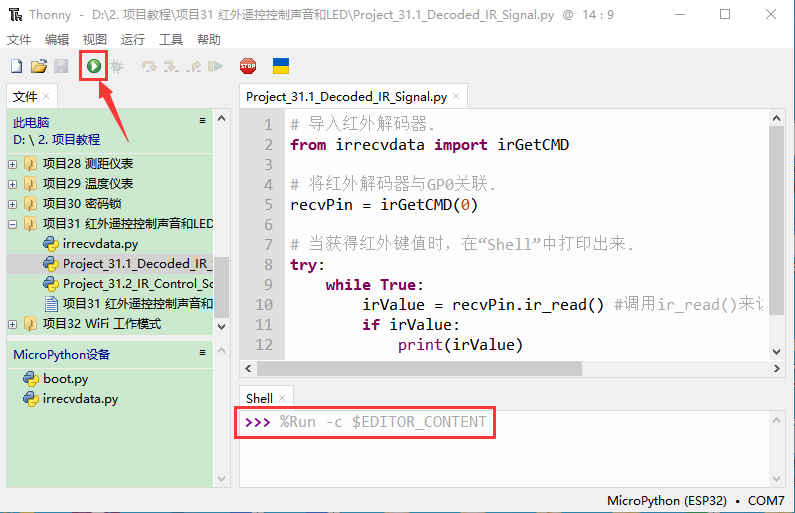 Thonny - D:\2. 项目教程\项目31 红外遥控控制声音和LED\Project_31.1_Decoded_IR_Signal.py @ 14 : 9
文件 编辑 视图 运行 工具 帮助
STOP
文件 ×
此电脑
D: \ 2. 项目教程
项目28 测距仪表
项目29 温度仪表
项目30 密码锁
项目31 红外遥控控制声音和LED
irrecvdata.py
Project_31.1_Decoded_IR_
Project_31.2_IR_Control_Sc
项目31 红外遥控控制声音和
项目32 WiFi 工作模式
MicroPython设备
boot.py
irrecvdata.py
Project_31.1_Decoded_IR_Signal.py ×
1 # 导入红外解码器.
2 from irrecvdata import irGetCMD
3
4 # 将红外解码器与GP0关联.
5 recvPin = irGetCMD(0)
6
7 # 当获得红外键值时，在“Shell”中打印出来.
8 try:
9 while True:
10 irValue = recvPin.ir_read() #调用ir_read()来
11 if irValue:
12 print(irValue)
Shell ×
>>> %Run -c $EDITOR_CONTENT
MicroPython (ESP32) • COM7